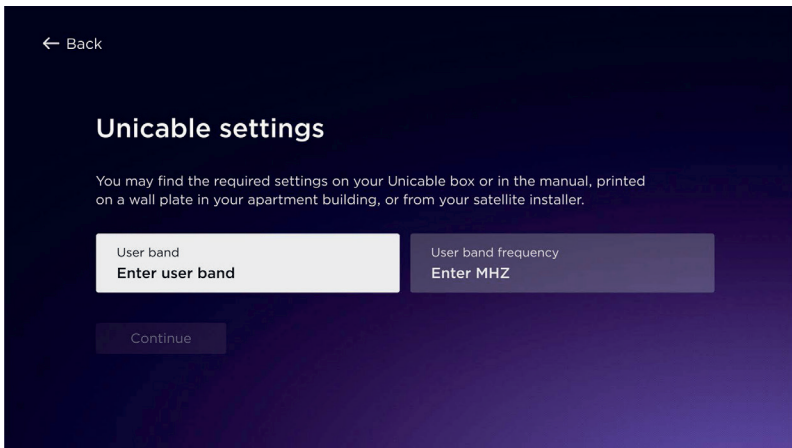 ← Back
Unicable settings
You may find the required settings on your Unicable box or in the manual, printed
on a wall plate in your apartment building, or from your satellite installer.
User band
Enter user band
User band frequency
Enter MHZ
Continue